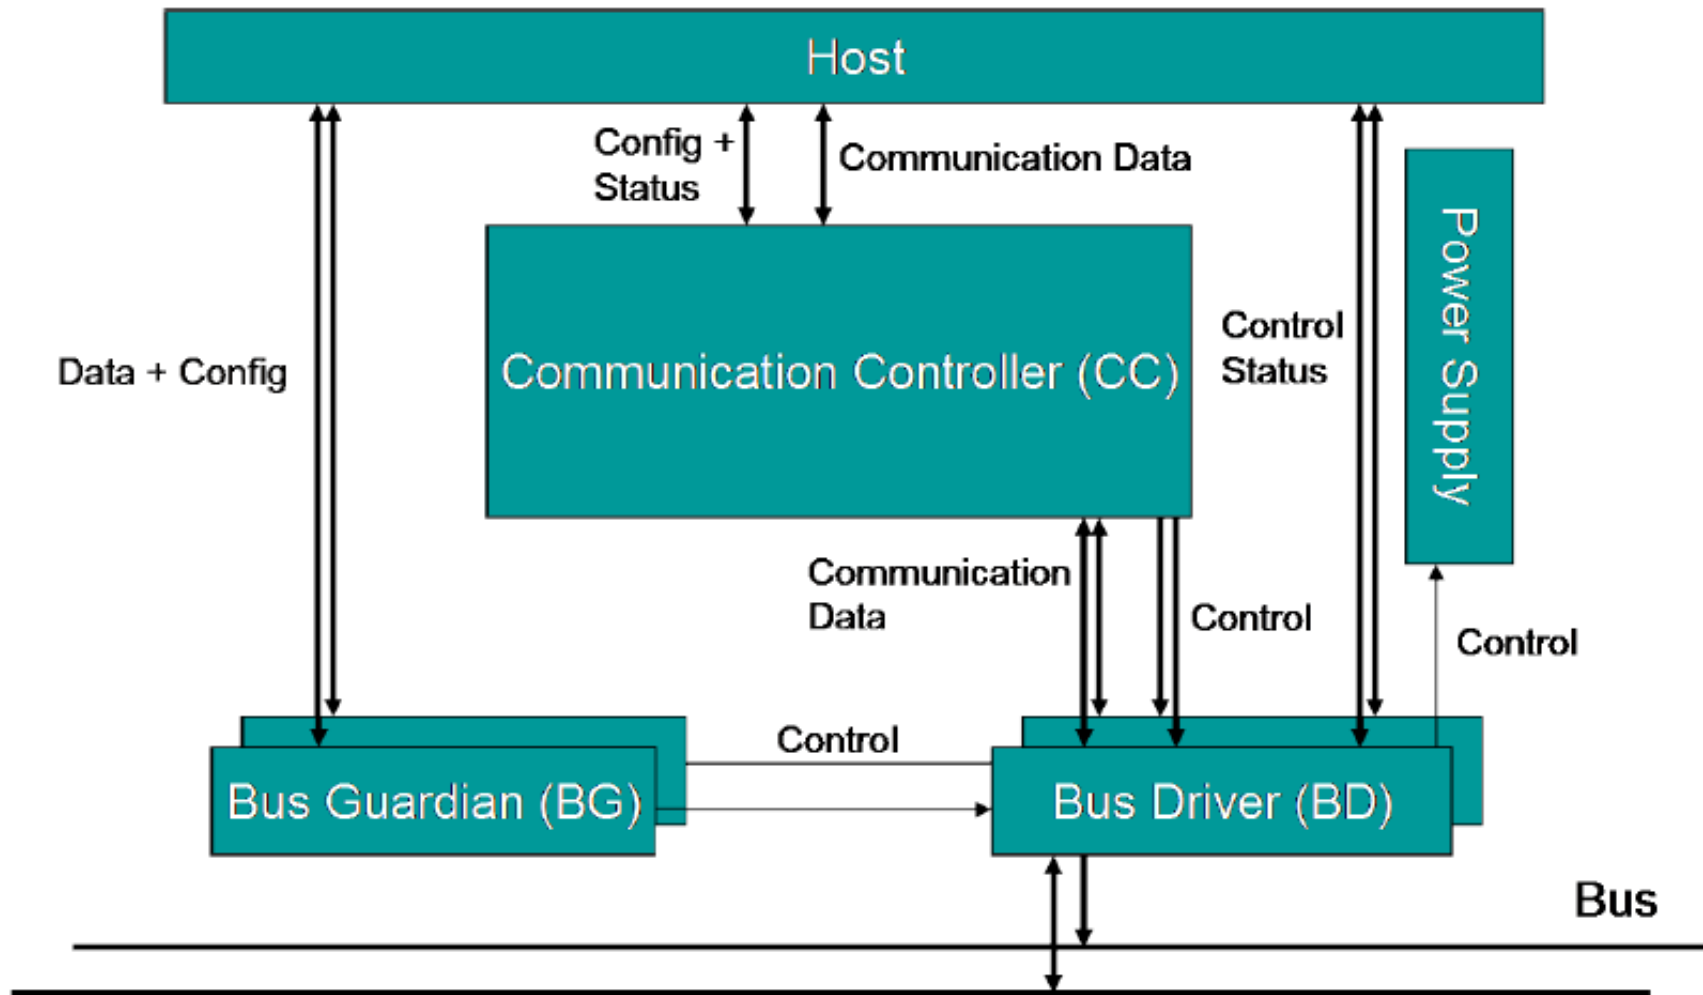 Host
Config +
Status
Communication Data
Power Supply
Control
Status
Data + Config
Communication Controller (CC)
Communication
Data
Control
Control
Control
Bus Guardian (BG)
Bus Driver (BD)
Bus